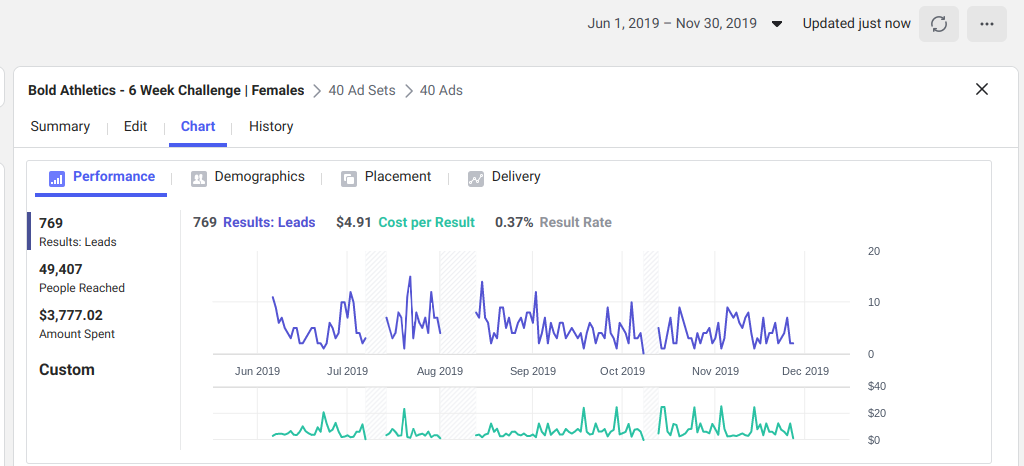 Jun 1, 2019 – Nov 30, 2019 Updated just now
Bold Athletics - 6 Week Challenge | Females 40 Ad Sets 40 Ads
Summary Edit Chart History
Performance Demographics Placement Delivery
769
Results: Leads
49,407
People Reached
$3,777.02
Amount Spent
Custom
769 Results: Leads $4.91 Cost per Result 0.37% Result Rate
20
10
0
Jun 2019 Jul 2019 Aug 2019 Sep 2019 Oct 2019 Nov 2019 Dec 2019
$40
$20
$0